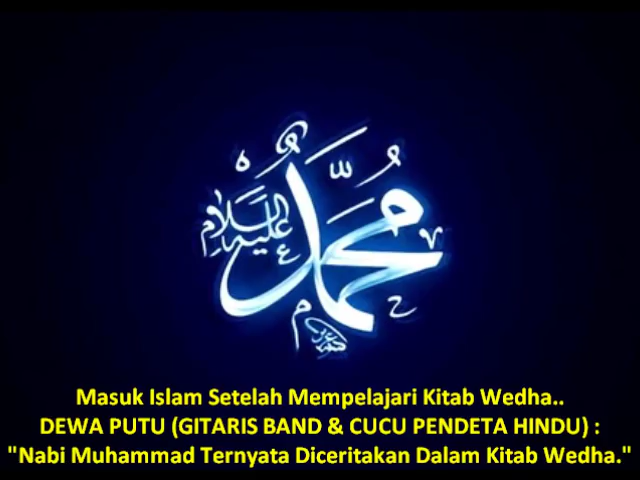 محمد
عليه السلام
Masuk Islam Setelah Mempelajari Kitab Wedha..
DEWA PUTU (GITARIS BAND & CUCU PENDETA HINDU) :
"Nabi Muhammad Ternyata Diceritakan Dalam Kitab Wedha."